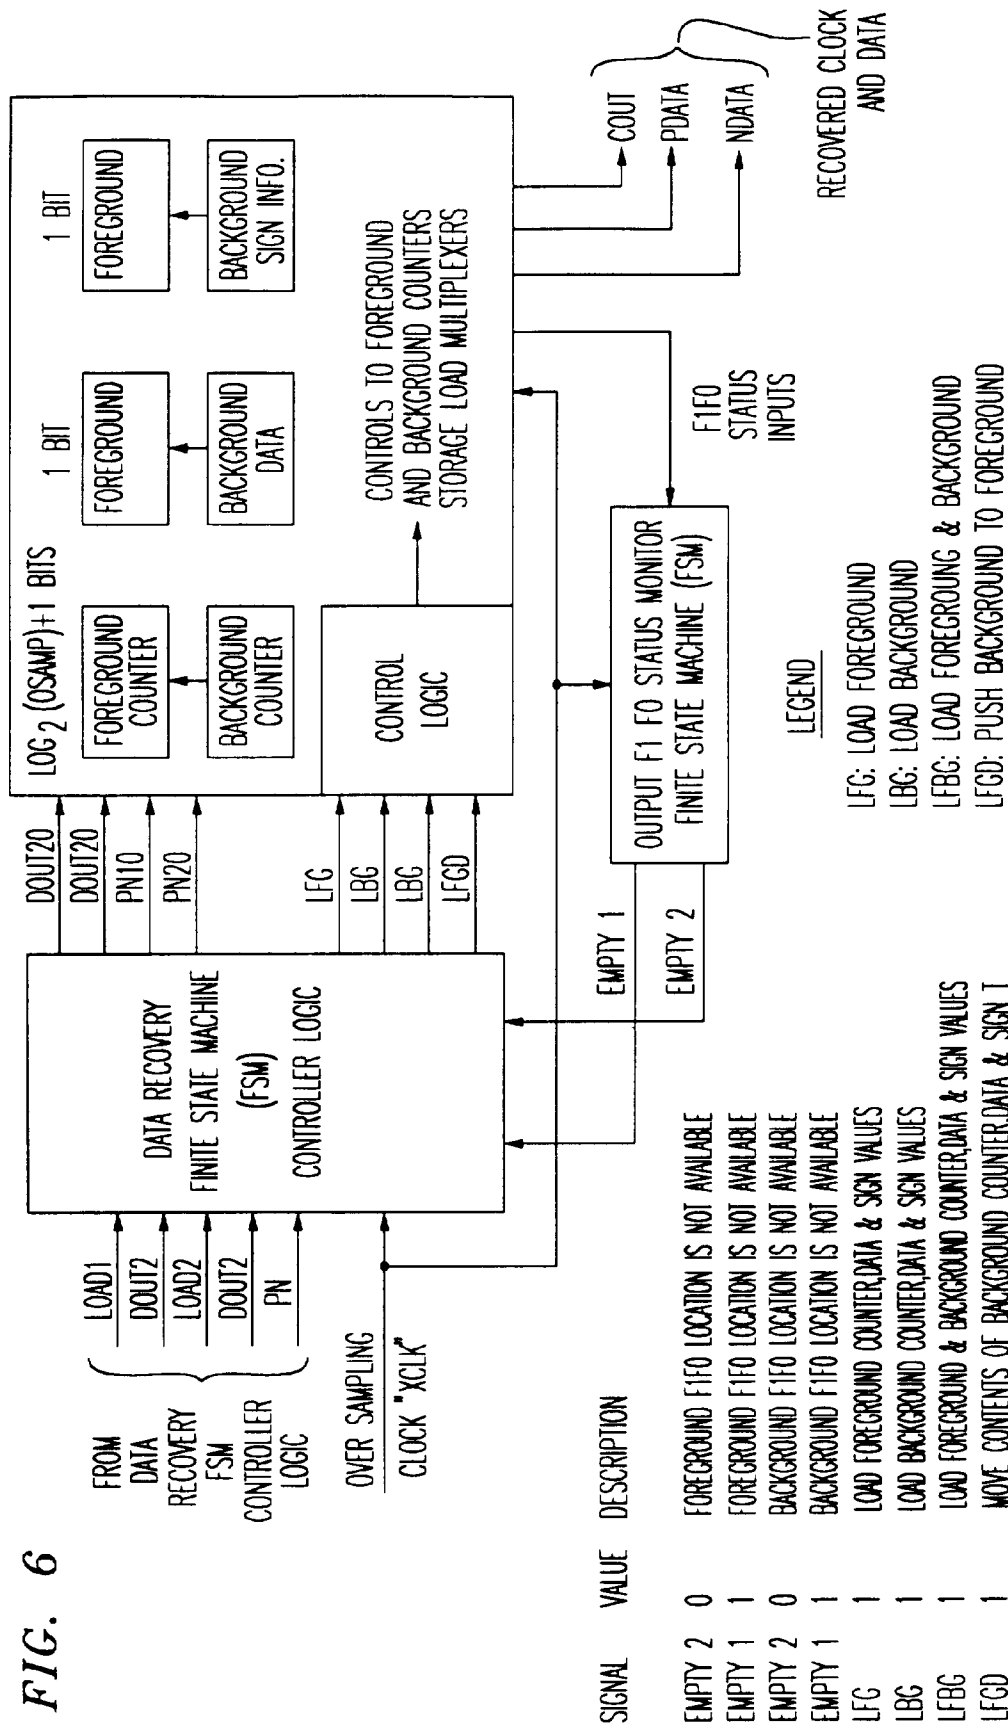 FIG. 6
FROM
DATA
RECOVERY
FSM
CONTROLLER
LOGIC
LOAD1
DOUT2
LOAD2
DOUT2
PN
OVER SAMPLING
CLOCK "XCLK"
DATA RECOVERY
FINITE STATE MACHINE
(FSM)
CONTROLLER LOGIC
DOUT20
DOUT20
PN10
PN20
LFG
LBG
LBG
LFGD
EMPTY 1
EMPTY 2
LOG2(OSAMP)+1 BITS
FOREGROUND
COUNTER
BACKGROUND
COUNTER
1 BIT
FOREGROUND
BACKGROUND
DATA
1 BIT
FOREGROUND
BACKGROUND
SIGN INFO.
CONTROL
LOGIC
CONTROLS TO FOREGROUND
AND BACKGROUND COUNTERS
STORAGE LOAD MULTIPLEXERS
OUTPUT F1 F0 STATUS MONITOR
FINITE STATE MACHINE (FSM)
F1F0
STATUS
INPUTS
COUT
PDATA
NDATA
RECOVERED CLOCK
AND DATA
LEGEND
LFG: LOAD FOREGROUND
LBG: LOAD BACKGROUND
LFBG: LOAD FOREGROUNG & BACKGROUND
LFGD: PUSH BACKGROUND TO FOREGROUND
SIGNAL VALUE DESCRIPTION
EMPTY 2 0 FOREGROUND F1F0 LOCATION IS NOT AVAILABLE
EMPTY 1 1 FOREGROUND F1F0 LOCATION IS NOT AVAILABLE
EMPTY 2 0 BACKGROUND F1F0 LOCATION IS NOT AVAILABLE
EMPTY 1 1 BACKGROUND F1F0 LOCATION IS NOT AVAILABLE
LFG 1 LOAD FOREGROUND COUNTER,DATA & SIGN VALUES
LBG 1 LOAD BACKGROUND COUNTER,DATA & SIGN VALUES
LFBG 1 LOAD FOREGROUND & BACKGROUND COUNTER,DATA & SIGN VALUES
LFGD 1 MOVE CONTENTS OF BACKGROUND COUNTER,DATA & SIGN T